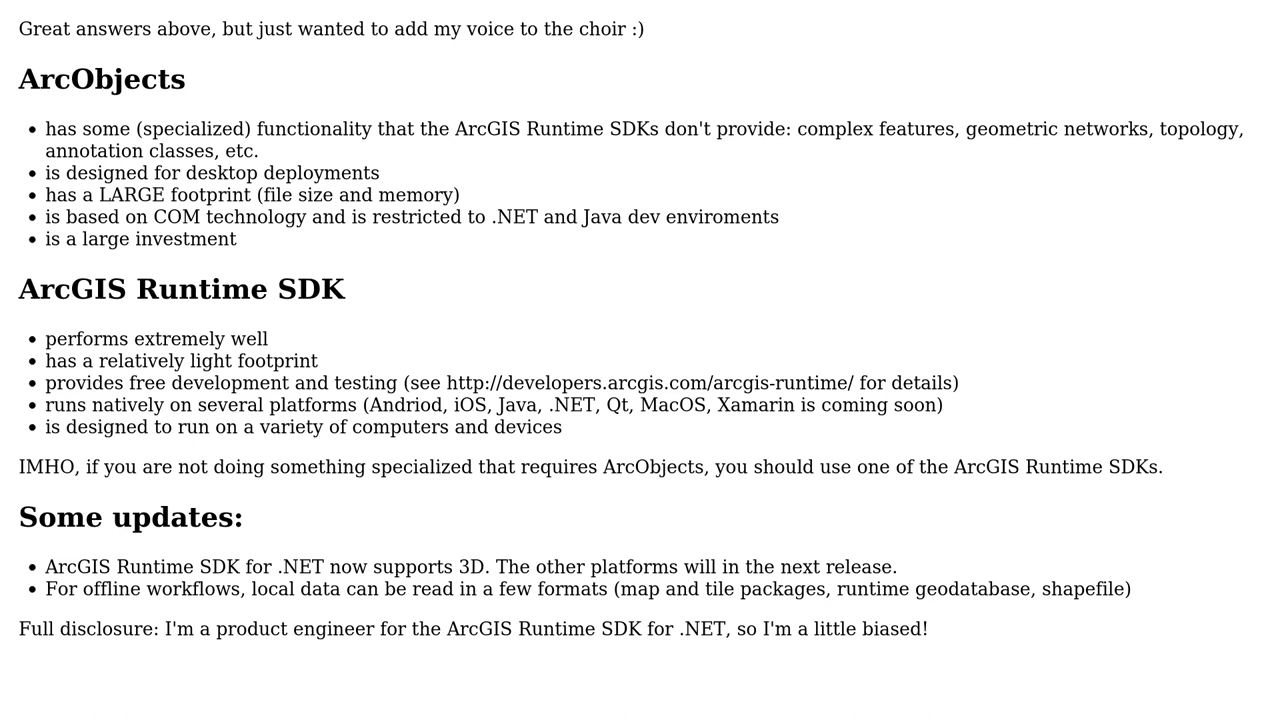 Great answers above, but just wanted to add my voice to the choir :)
ArcObjects
• has some (specialized) functionality that the ArcGIS Runtime SDKs don't provide: complex features, geometric networks, topology,
annotation classes, etc.
• is designed for desktop deployments
• has a LARGE footprint (file size and memory)
• is based on COM technology and is restricted to .NET and Java dev enviroments
• is a large investment
ArcGIS Runtime SDK
• performs extremely well
• has a relatively light footprint
• provides free development and testing (see http://developers.arcgis.com/arcgis-runtime/ for details)
• runs natively on several platforms (Andriod, iOS, Java, .NET, Qt, MacOS, Xamarin is coming soon)
• is designed to run on a variety of computers and devices
IMHO, if you are not doing something specialized that requires ArcObjects, you should use one of the ArcGIS Runtime SDKs.
Some updates:
• ArcGIS Runtime SDK for .NET now supports 3D. The other platforms will in the next release.
• For offline workflows, local data can be read in a few formats (map and tile packages, runtime geodatabase, shapefile)
Full disclosure: I'm a product engineer for the ArcGIS Runtime SDK for .NET, so I'm a little biased!